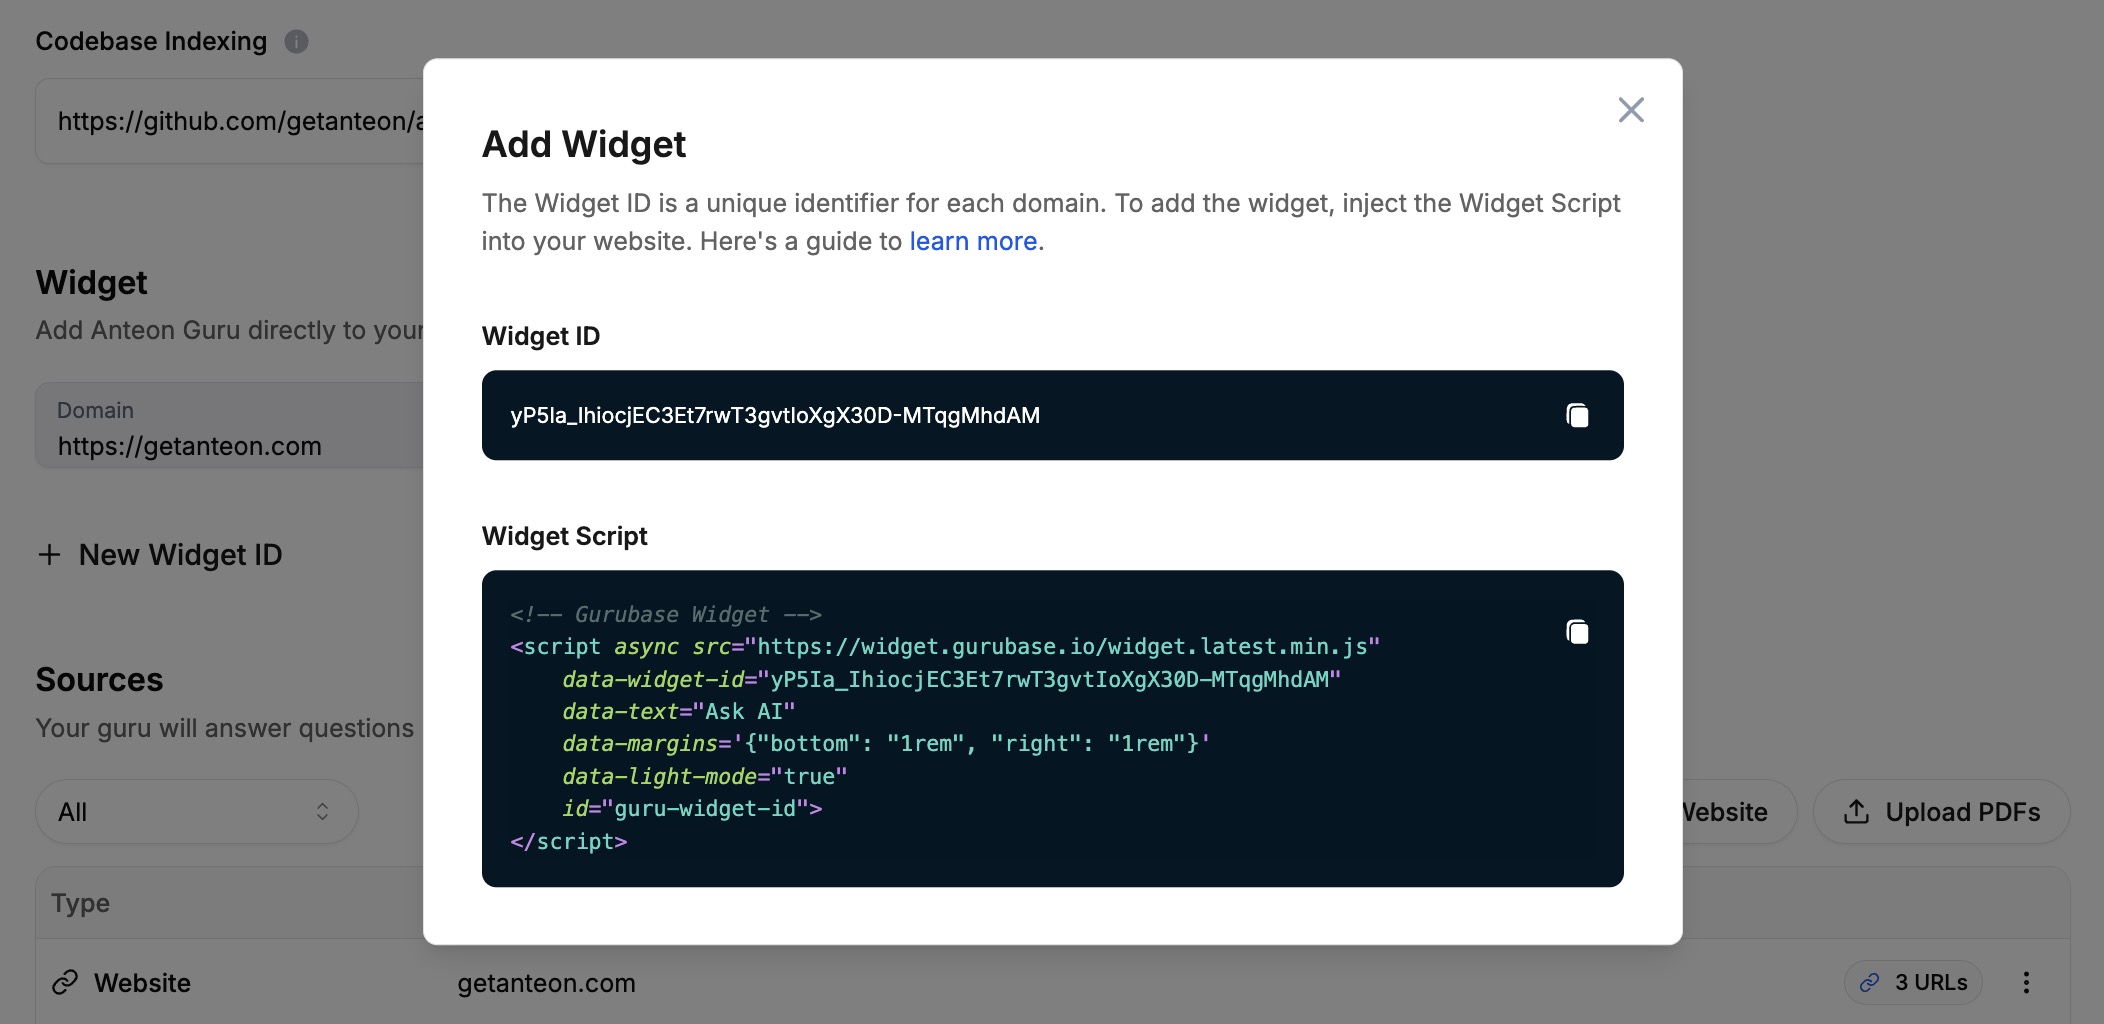 Codebase Indexing
https://github.com/getanteon/a
Widget
Add Anteon Guru directly to your
Domain
https://getanteon.com
+ New Widget ID
Sources
Your guru will answer questions
All
Website
Upload PDFs
Type
Website
getanteon.com
3 URLs
Add Widget
The Widget ID is a unique identifier for each domain. To add the widget, inject the Widget Script
into your website. Here's a guide to learn more.
Widget ID
yP5Ia_IhiocjEC3Et7rwT3gvtIoXgX30D-MTqgMhdAM
Widget Script
<!-- Gurubase Widget -->
<script async src="https://widget.gurubase.io/widget.latest.min.js"
data-widget-id="yP5Ia_IhiocjEC3Et7rwT3gvtIoXgX30D-MTqgMhdAM"
data-text="Ask AI"
data-margins='{"bottom": "1rem", "right": "1rem"}'
data-light-mode="true"
id="guru-widget-id">
</script>